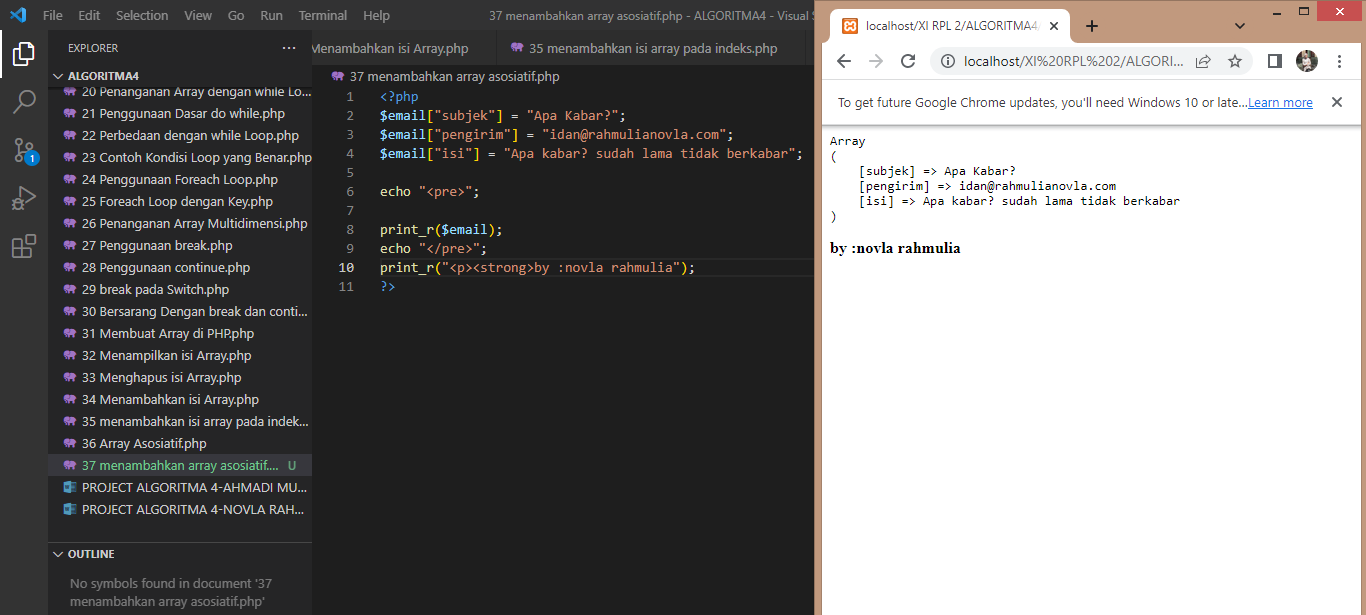 File Edit Selection View Go Run Terminal Help
37 menambahkan array asosiatif.php - ALGORITMA4 - Visual S
EXPLORER ...
ALGORITMA4
20 Penanganan Array dengan while Lo...
21 Penggunaan Dasar do while.php
22 Perbedaan dengan while Loop.php
23 Contoh Kondisi Loop yang Benar.php
24 Penggunaan Foreach Loop.php
25 Foreach Loop dengan Key.php
26 Penanganan Array Multidimensi.php
27 Penggunaan break.php
28 Penggunaan continue.php
29 break pada Switch.php
30 Bersarang Dengan break dan conti...
31 Membuat Array di PHP.php
32 Menampilkan isi Array.php
33 Menghapus isi Array.php
34 Menambahkan isi Array.php
35 menambahkan isi array pada indek...
36 Array Asosiatif.php
37 menambahkan array asosiatif.... U
PROJECT ALGORITMA 4-AHMADI MU...
PROJECT ALGORITMA 4-NOVLA RAH...
OUTLINE
No symbols found in document '37
menambahkan array asosiatif.php'
1
Menambahkan isi Array.php
35 menambahkan isi array pada indeks.php
37 menambahkan array asosiatif.php
1 <?php
2 $email["subjek"] = "Apa Kabar?";
3 $email["pengirim"] = "idan@rahmulianovla.com";
4 $email["isi"] = "Apa kabar? sudah lama tidak berkabar";
5
6 echo "<pre>";
7
8 print_r($email);
9 echo "</pre>";
10 print_r("<p><strong>by :novla rahmulia");
11 ?>
localhost/XI RPL 2/ALGORITMA4/
localhost/XI%20RPL%202/ALGORI...
To get future Google Chrome updates, you'll need Windows 10 or late...Learn more
Array
(
[subjek] => Apa Kabar?
[pengirim] => idan@rahmulianovla.com
[isi] => Apa kabar? sudah lama tidak berkabar
)
by :novla rahmulia